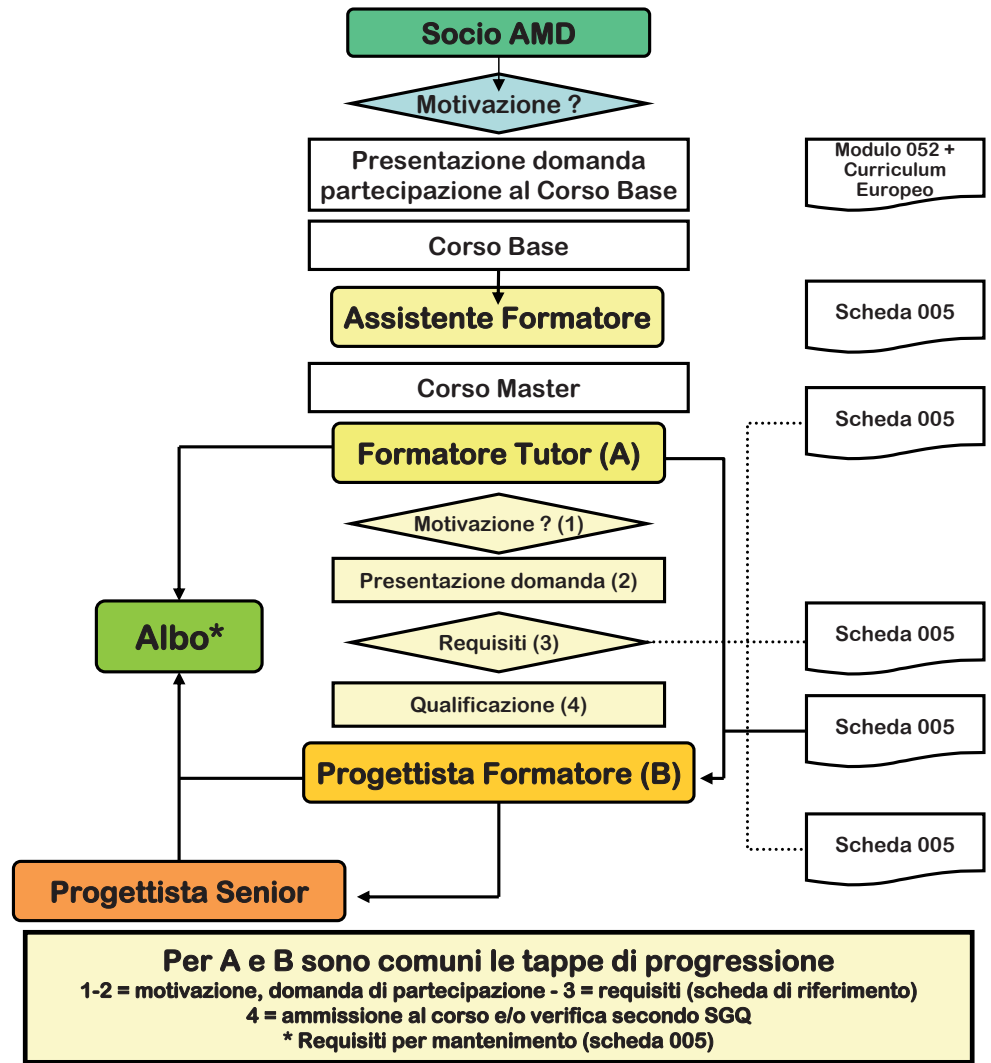 Socio AMD
Motivazione ?
Presentazione domanda
partecipazione al Corso Base
Modulo 052 +
Curriculum
Europeo
Corso Base
Assistente Formatore
Scheda 005
Corso Master
Scheda 005
Formatore Tutor (A)
Motivazione ? (1)
Presentazione domanda (2)
Albo*
Requisiti (3)
Scheda 005
Qualificazione (4)
Scheda 005
Progettista Formatore (B)
Scheda 005
Progettista Senior
Per A e B sono comuni le tappe di progressione
1-2 = motivazione, domanda di partecipazione - 3 = requisiti (scheda di riferimento)
4 = ammissione al corso e/o verifica secondo SGQ
* Requisiti per mantenimento (scheda 005)